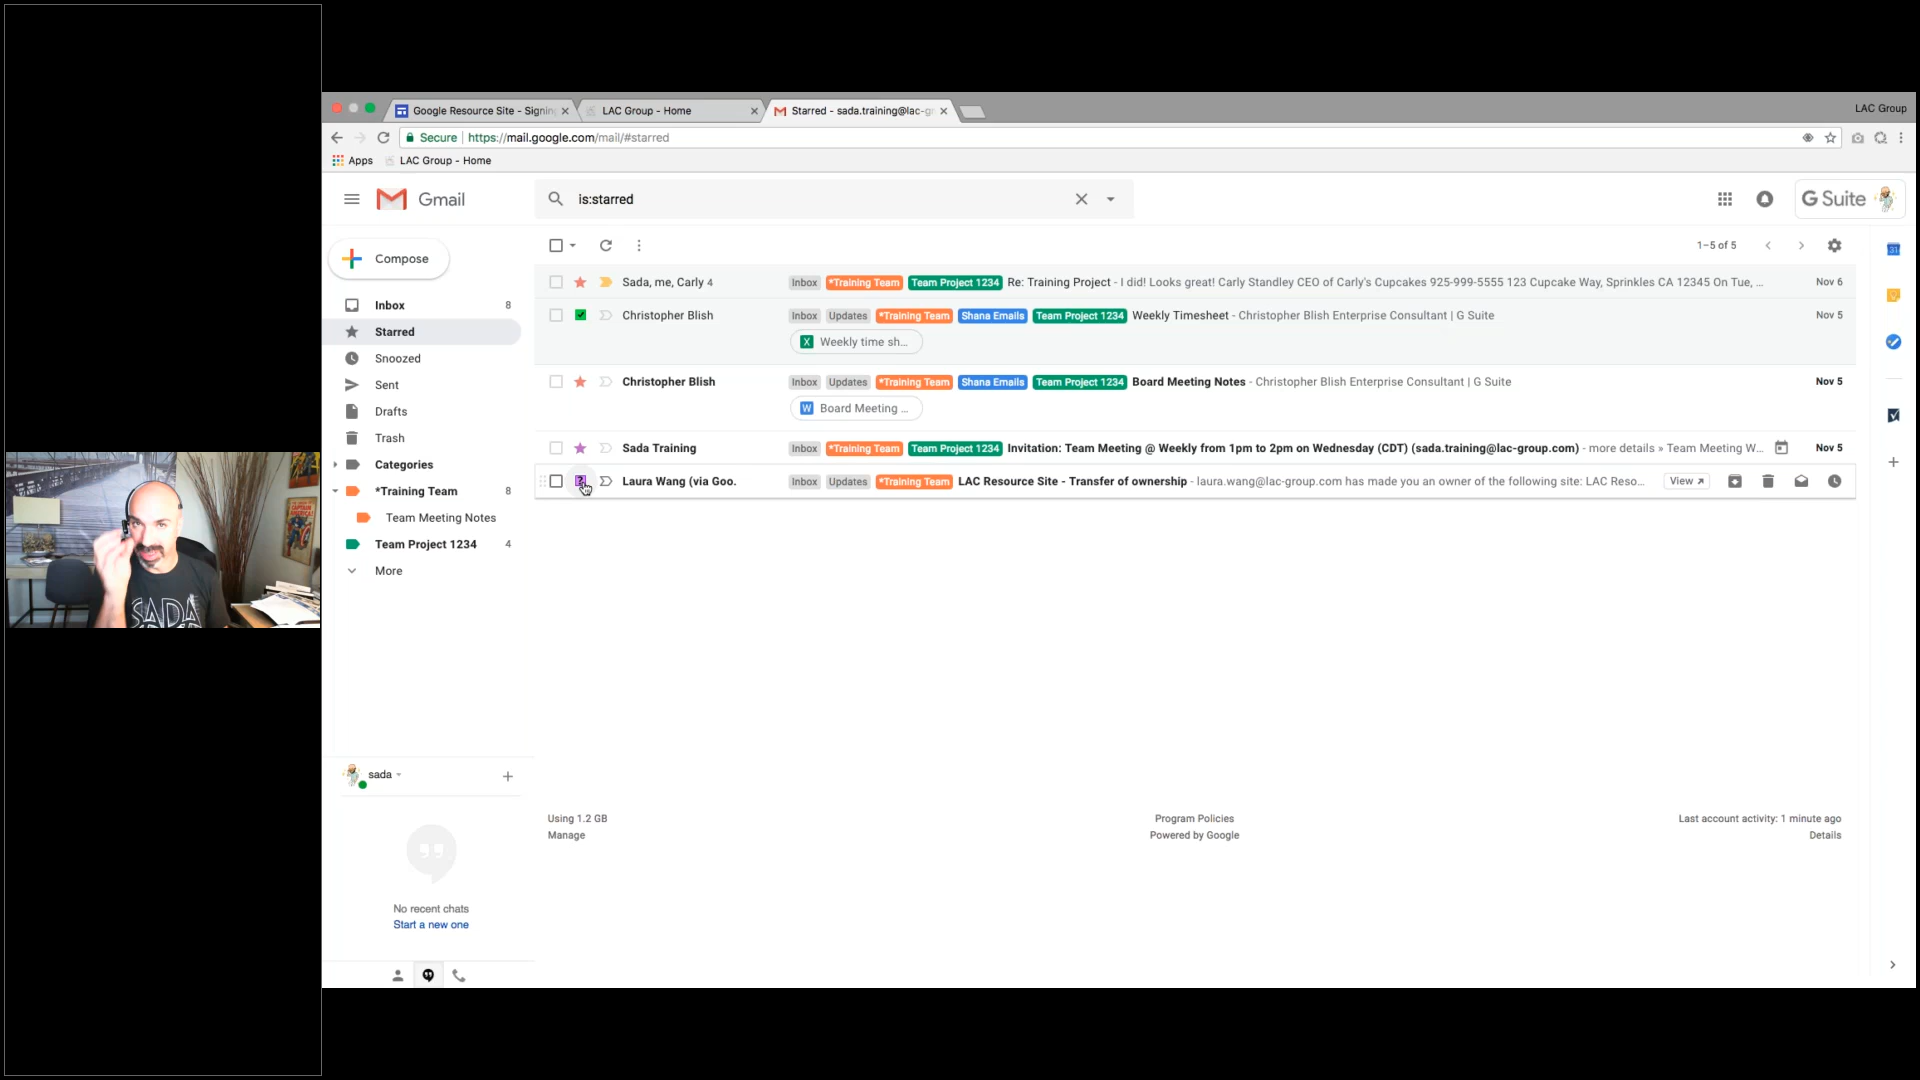 Google Resource Site - Signin
LAC Group - Home
Starred - sada.training@lac-g
LAC Group
Secure
https://mail.google.com/mail/#starred
Apps
LAC Group - Home
Gmail
is:starred
G Suite
Compose
1–5 of 5
31
Inbox 8
Starred
Snoozed
Sent
Drafts
Trash
Categories
*Training Team 8
Team Meeting Notes
Team Project 1234 4
More
Sada, me, Carly 4 Inbox *Training Team Team Project 1234 Re: Training Project - I did! Looks great! Carly Standley CEO of Carly's Cupcakes 925-999-5555 123 Cupcake Way, Sprinkles CA 12345 On Tue, ... Nov 6
Christopher Blish Inbox Updates *Training Team Shana Emails Team Project 1234 Weekly Timesheet - Christopher Blish Enterprise Consultant | G Suite Nov 5
X Weekly time sh...
Christopher Blish Inbox Updates *Training Team Shana Emails Team Project 1234 Board Meeting Notes - Christopher Blish Enterprise Consultant | G Suite Nov 5
W Board Meeting ...
Sada Training Inbox *Training Team Team Project 1234 Invitation: Team Meeting @ Weekly from 1pm to 2pm on Wednesday (CDT) (sada.training@lac-group.com) - more details » Team Meeting W... Nov 5
? Laura Wang (via Goo. Inbox Updates *Training Team LAC Resource Site - Transfer of ownership - laura.wang@lac-group.com has made you an owner of the following site: LAC Reso... View
SADA
sada
No recent chats
Start a new one
Using 1.2 GB
Manage
Program Policies
Powered by Google
Last account activity: 1 minute ago
Details